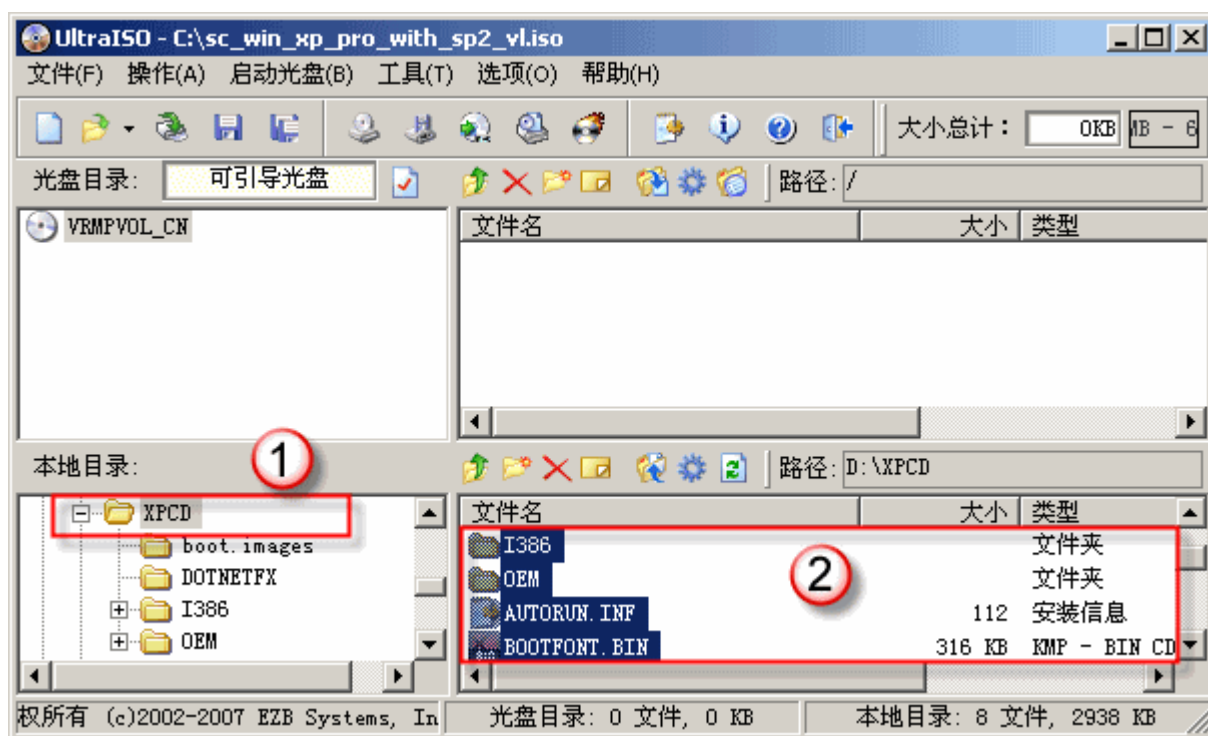 UltraISO - C:\sc_win_xp_pro_with_sp2_vl.iso
文件(F) 操作(A) 启动光盘(B) 工具(T) 选项(O) 帮助(H)
大小总计： 0KB MB - 6
光盘目录: 可引导光盘 路径: /
VRMPVOL_CN
文件名 大小 类型
本地目录: 1 路径: D:\XPCD
XPCD
boot.images
DOTNETFX
I386
OEM
文件名 大小 类型
I386 文件夹
OEM 文件夹
2
AUTORUN.INF 112 安装信息
BOOTFONT.BIN 316 KB KMP - BIN CD
权所有 (c)2002-2007 EZB Systems, In 光盘目录: 0 文件, 0 KB 本地目录: 8 文件, 2938 KB